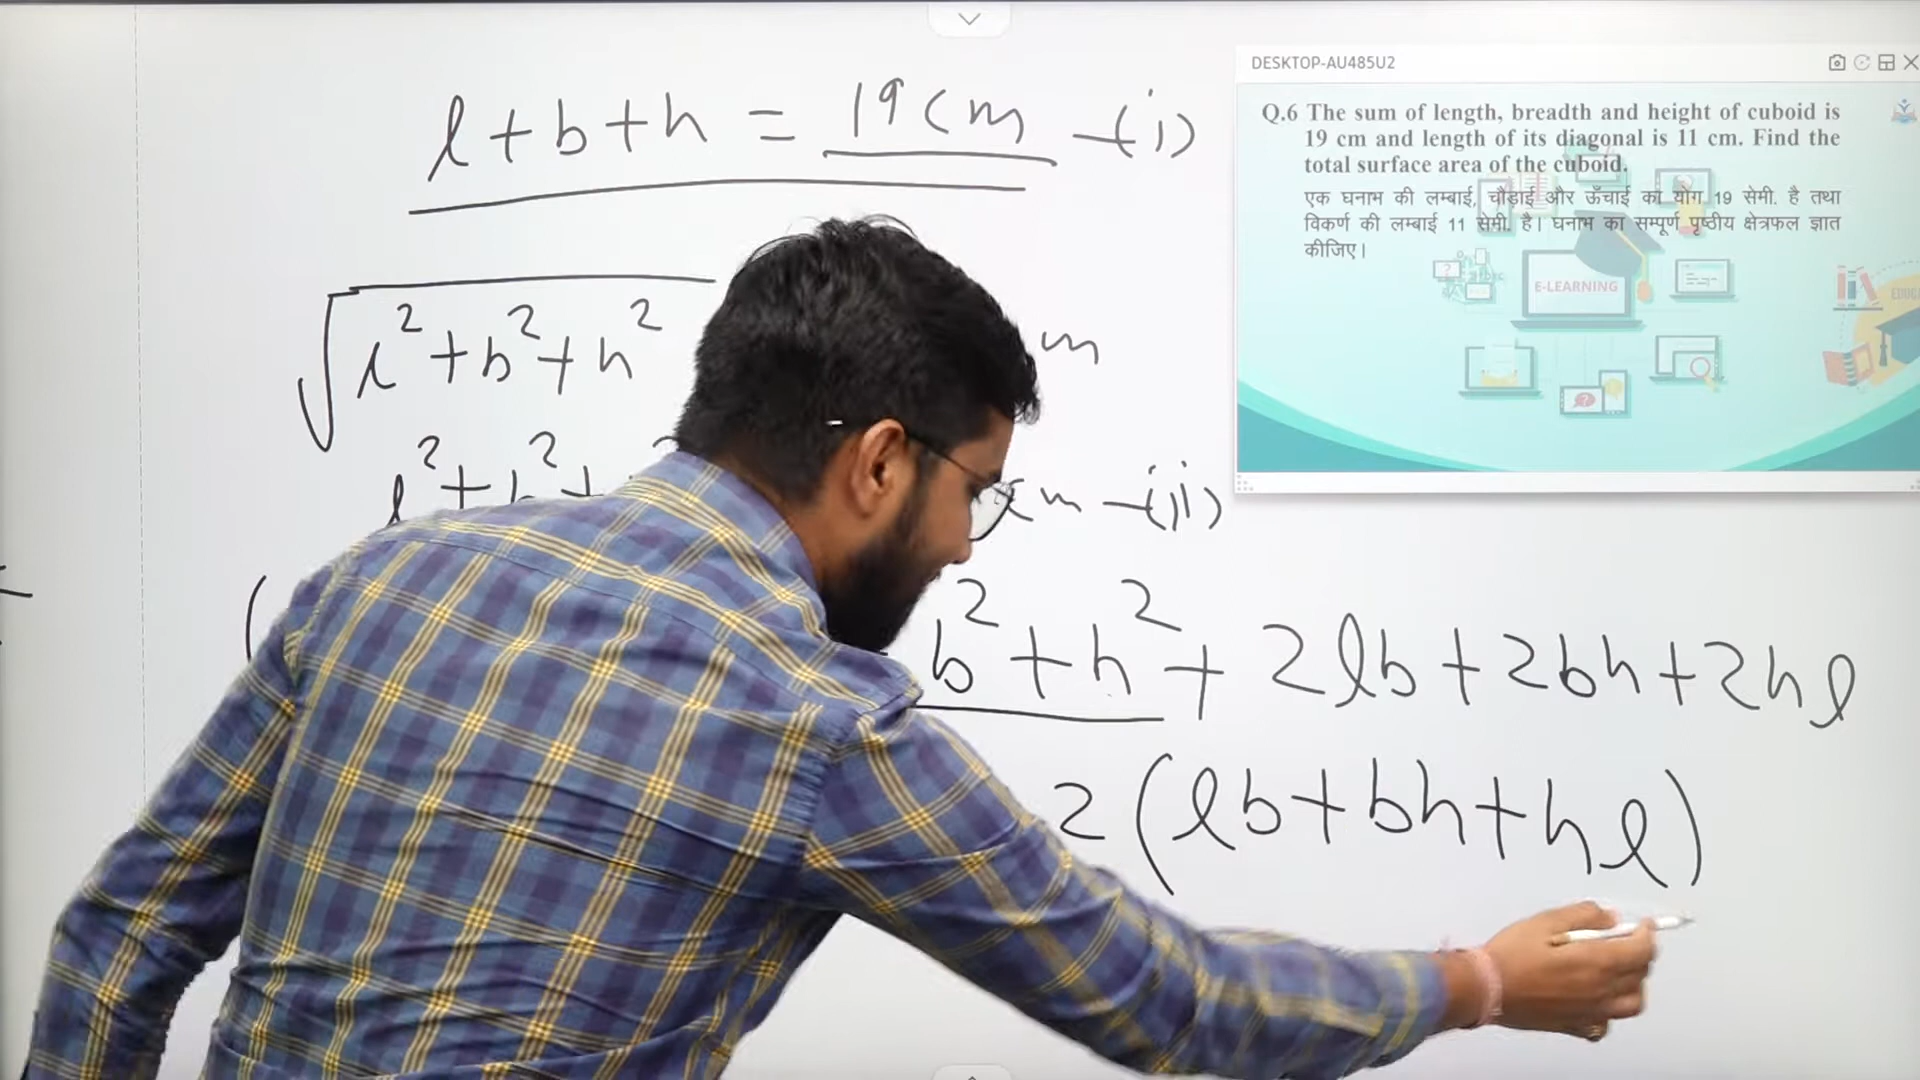 l+b+h = 19cm -(i)
√l²+b²+h² m
l²+b²+ cm -(ii)
( b²+h²+2lb+2bh+2hl
2(lb+bh+hl)
DESKTOP-AU485U2
Q.6 The sum of length, breadth and height of cuboid is
19 cm and length of its diagonal is 11 cm. Find the
total surface area of the cuboid.
एक घनाभ की लम्बाई, चौड़ाई और ऊँचाई का योग 19 सेमी. है तथा
विकर्ण की लम्बाई 11 सेमी. है। घनाभ का सम्पूर्ण पृष्ठीय क्षेत्रफल ज्ञात
कीजिए।
E-LEARNING